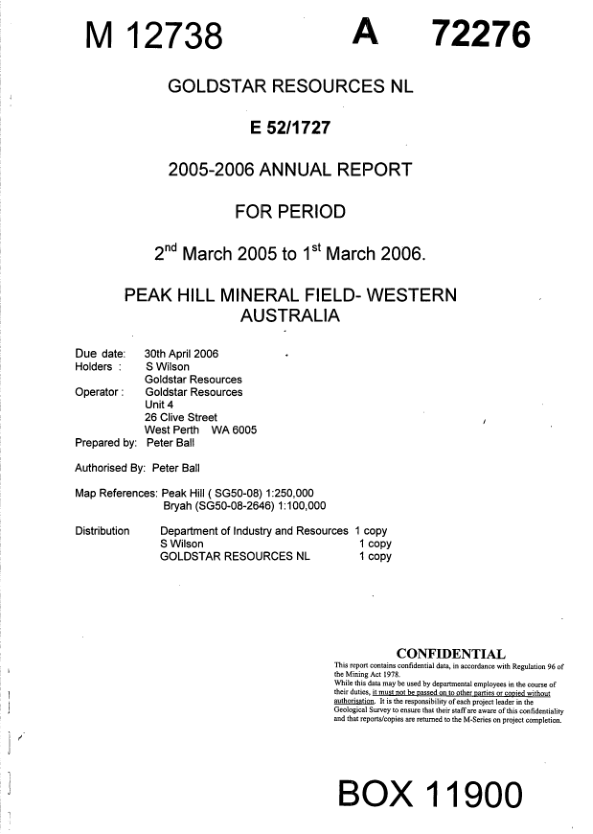 M 12738 A 72276
GOLDSTAR RESOURCES NL
E 52/1727
2005-2006 ANNUAL REPORT
FOR PERIOD
2nd March 2005 to 1st March 2006.
PEAK HILL MINERAL FIELD- WESTERN
AUSTRALIA
Due date: 30th April 2006
Holders : S Wilson
Goldstar Resources
Operator : Goldstar Resources
Unit 4
26 Clive Street
West Perth WA 6005
Prepared by: Peter Ball
Authorised By: Peter Ball
Map References: Peak Hill ( SG50-08) 1:250,000
Bryah (SG50-08-2646) 1:100,000
Distribution Department of Industry and Resources 1 copy
S Wilson 1 copy
GOLDSTAR RESOURCES NL 1 copy
CONFIDENTIAL
This report contains confidential data, in accordance with Regulation 96 of
the Mining Act 1978.
While this data may be used by departmental employees in the course of
their duties, it must not be passed on to other parties or copied without
authorisation. It is the responsibility of each project leader in the
Geological Survey to ensure that their staff are aware of this confidentiality
and that reports/copies are returned to the M-Series on project completion.
BOX 11900